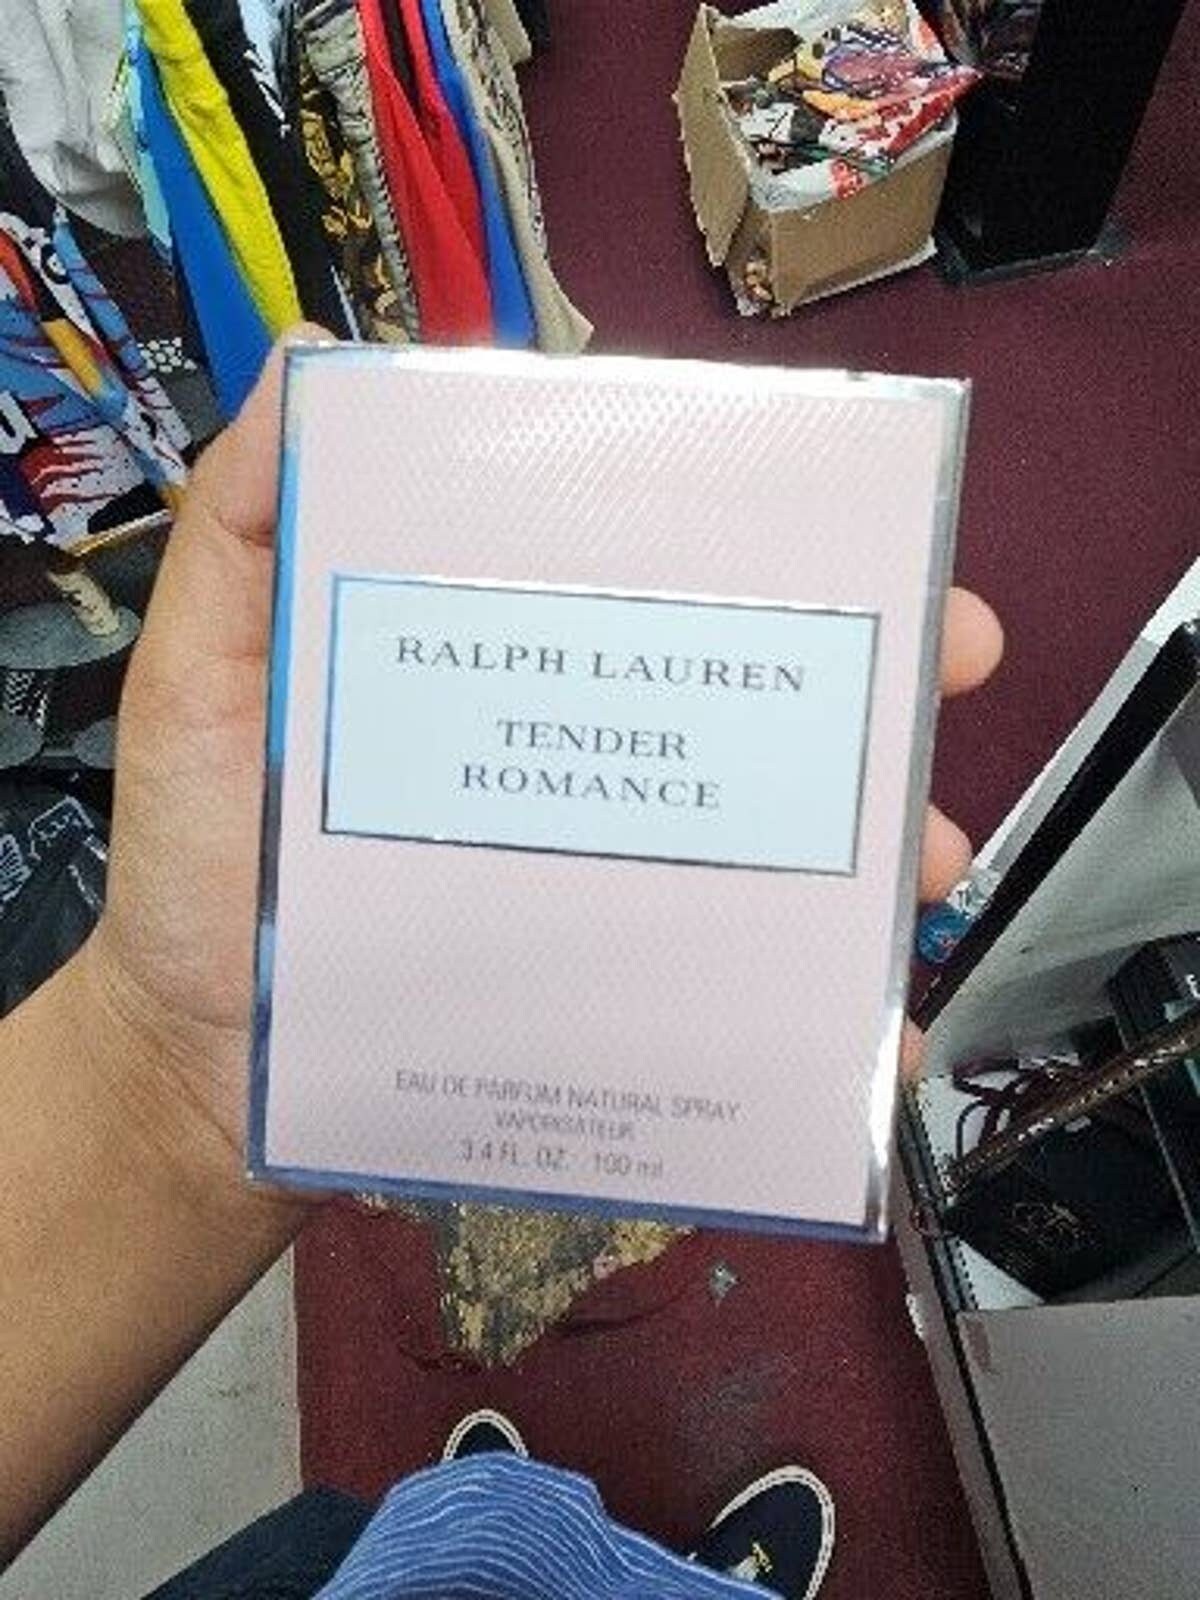 RALPH LAUREN
TENDER
ROMANCE
EAU DE PARFUM NATURAL SPRAY
VAPORISATEUR
3.4 FL. OZ. 100 ml